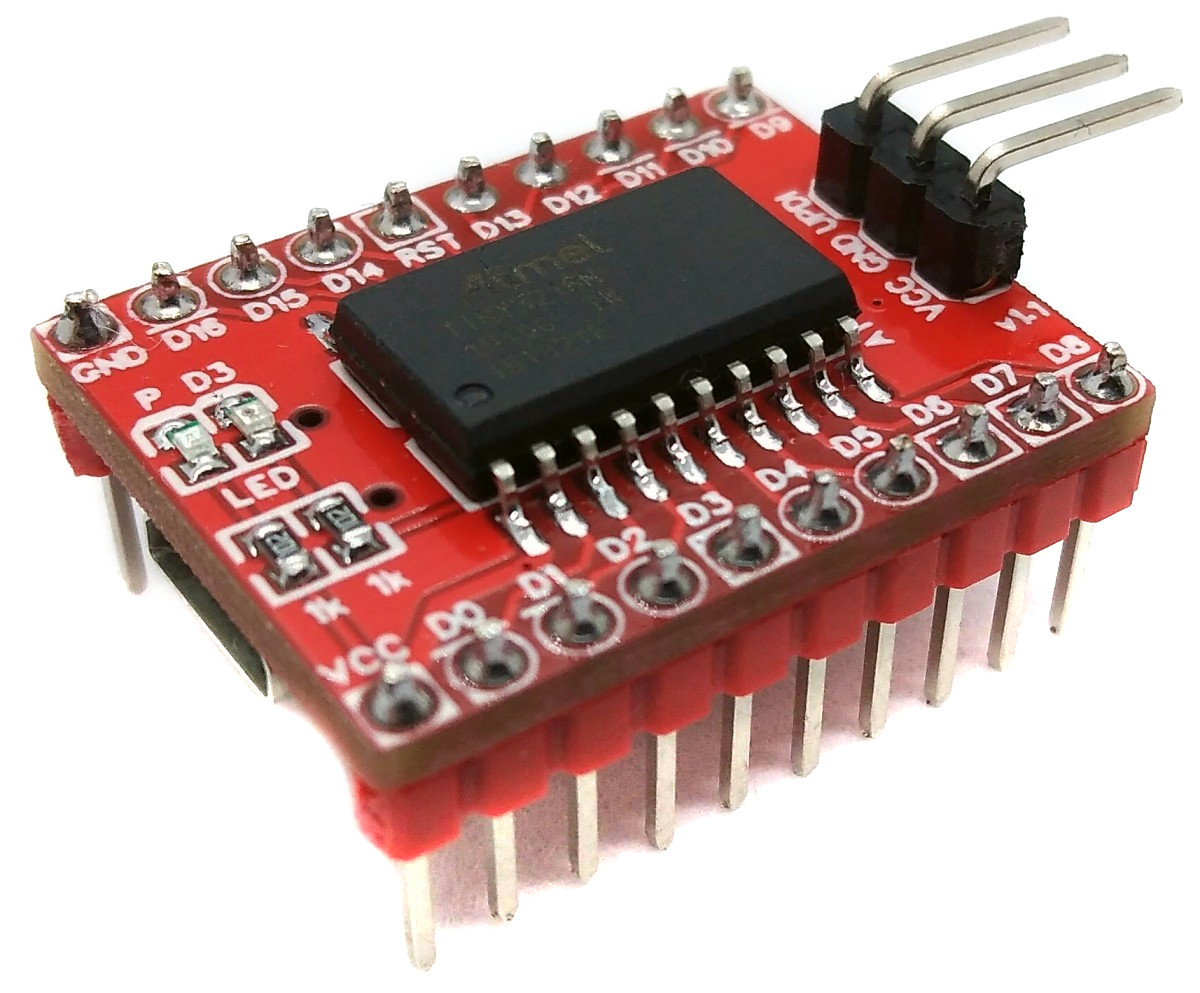 D9
D10
D11
D12
D13
RST
D14
D15
D16
GND
UPDI
GND
VCC
v1.1
Atmel
P
D3
LED
1k
1k
VCC
D0
D1
D2
D3
D4
D5
D6
D7
D8